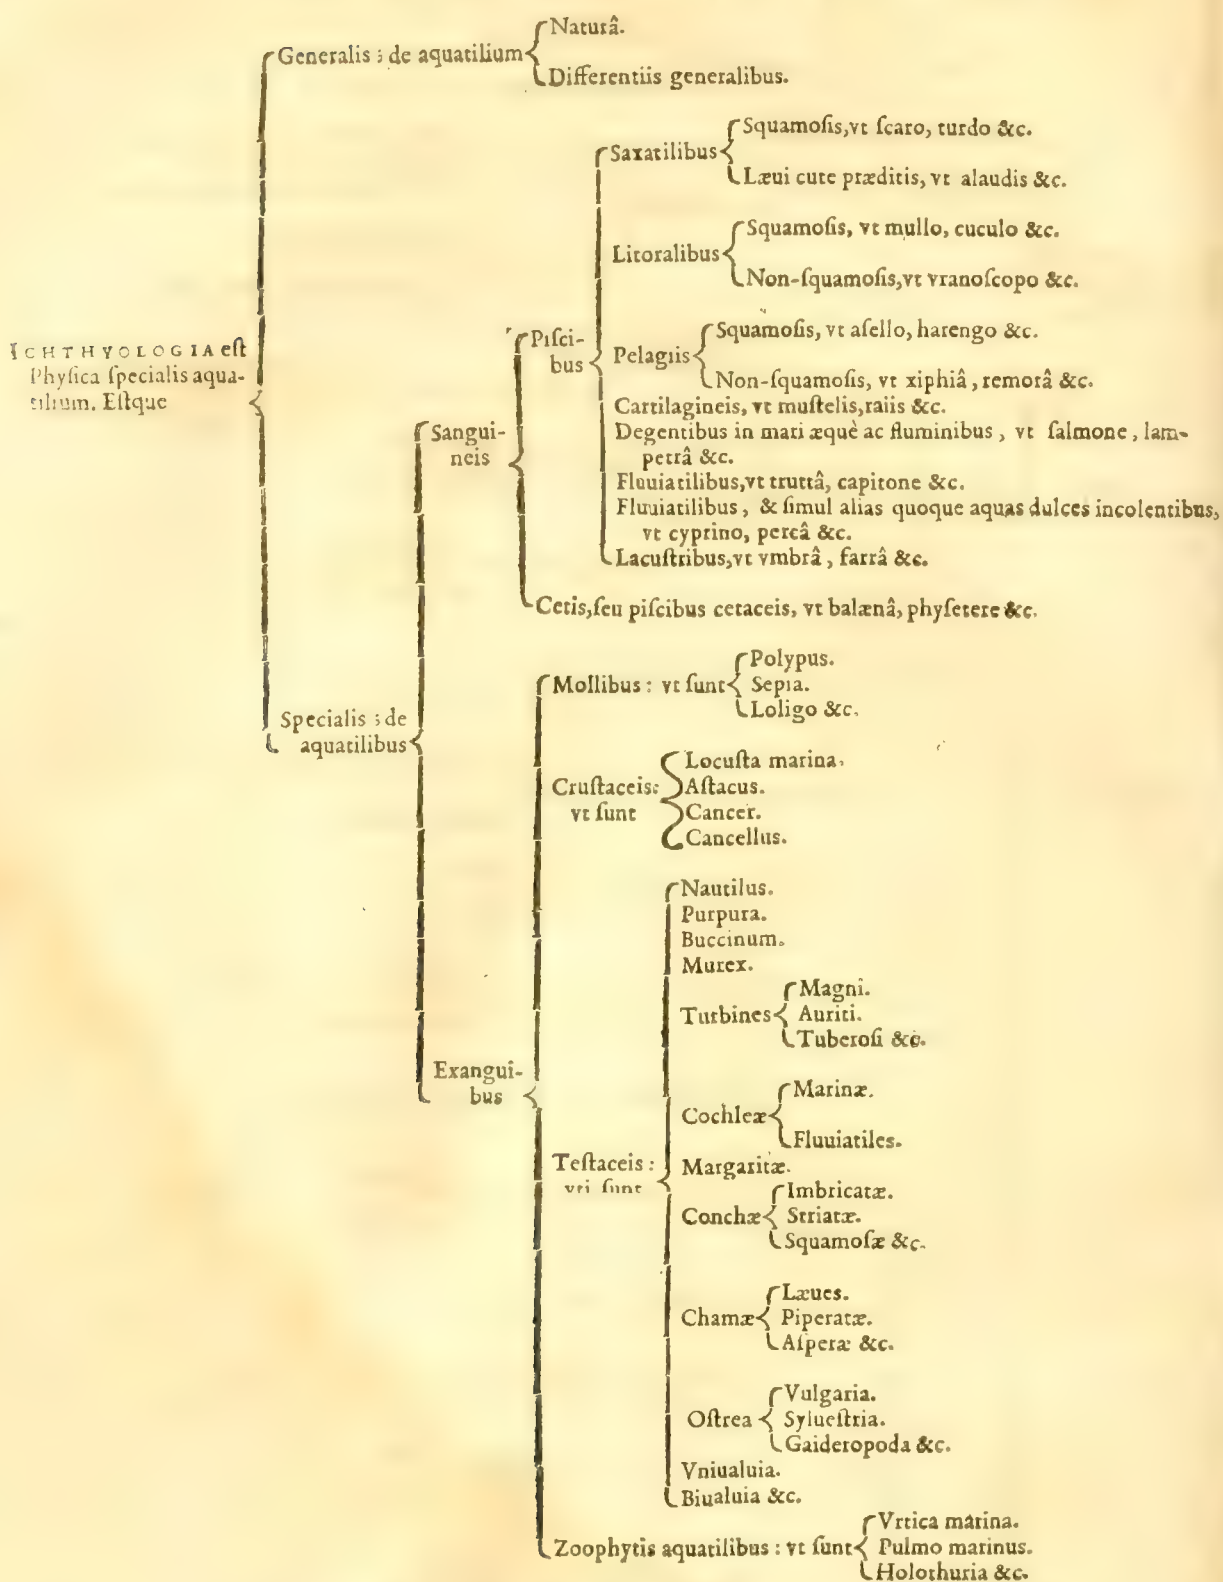 Generalis ; de aquatilium
Naturâ.
Differentiis generalibus.
ICHTHYOLOGIA eſt
Phyſica ſpecialis aqua-
tilium. Eſtque
Specialis ; de
aquatilibus
Sangui-
neis
Piſci-
bus
Saxatilibus
Squamoſis, vt ſcaro, turdo &c.
Læui cute præditis, vt alaudis &c.
Litoralibus
Squamoſis, vt mullo, cuculo &c.
Non-ſquamoſis, vt vranoſcopo &c.
Pelagiis
Squamoſis, vt aſello, harengo &c.
Non-ſquamoſis, vt xiphiâ, remorâ &c.
Cartilagineis, vt muſtelis, raiis &c.
Degentibus in mari æquè ac fluminibus, vt ſalmone, lam-
petrâ &c.
Fluuiatilibus, vt truttâ, capitone &c.
Fluuiatilibus, & ſimul alias quoque aquas dulces incolentibus,
vt cyprino, percâ &c.
Lacuſtribus, vt vmbrâ, farrâ &c.
Cetis, ſeu piſcibus cetaceis, vt balænâ, phyſetere &c.
Exangui-
bus
Mollibus : vt ſunt
Polypus.
Sepia.
Loligo &c.
Cruſtaceis:
vt ſunt
Locuſta marina.
Aſtacus.
Cancer.
Cancellus.
Teſtaceis :
vti ſunt
Nautilus.
Purpura.
Buccinum.
Murex.
Turbines
Magni.
Auriti.
Tuberoſi &c.
Cochleæ
Marinæ.
Fluuiatiles.
Margaritæ.
Conchæ
Imbricatæ.
Striatæ.
Squamoſæ &c.
Chamæ
Læues.
Piperatæ.
Aſperæ &c.
Oſtrea
Vulgaria.
Sylueſtria.
Gaideropoda &c.
Vniualuia.
Biualuia &c.
Zoophytis aquatilibus : vt ſunt
Vrtica marina.
Pulmo marinus.
Holothuria &c.